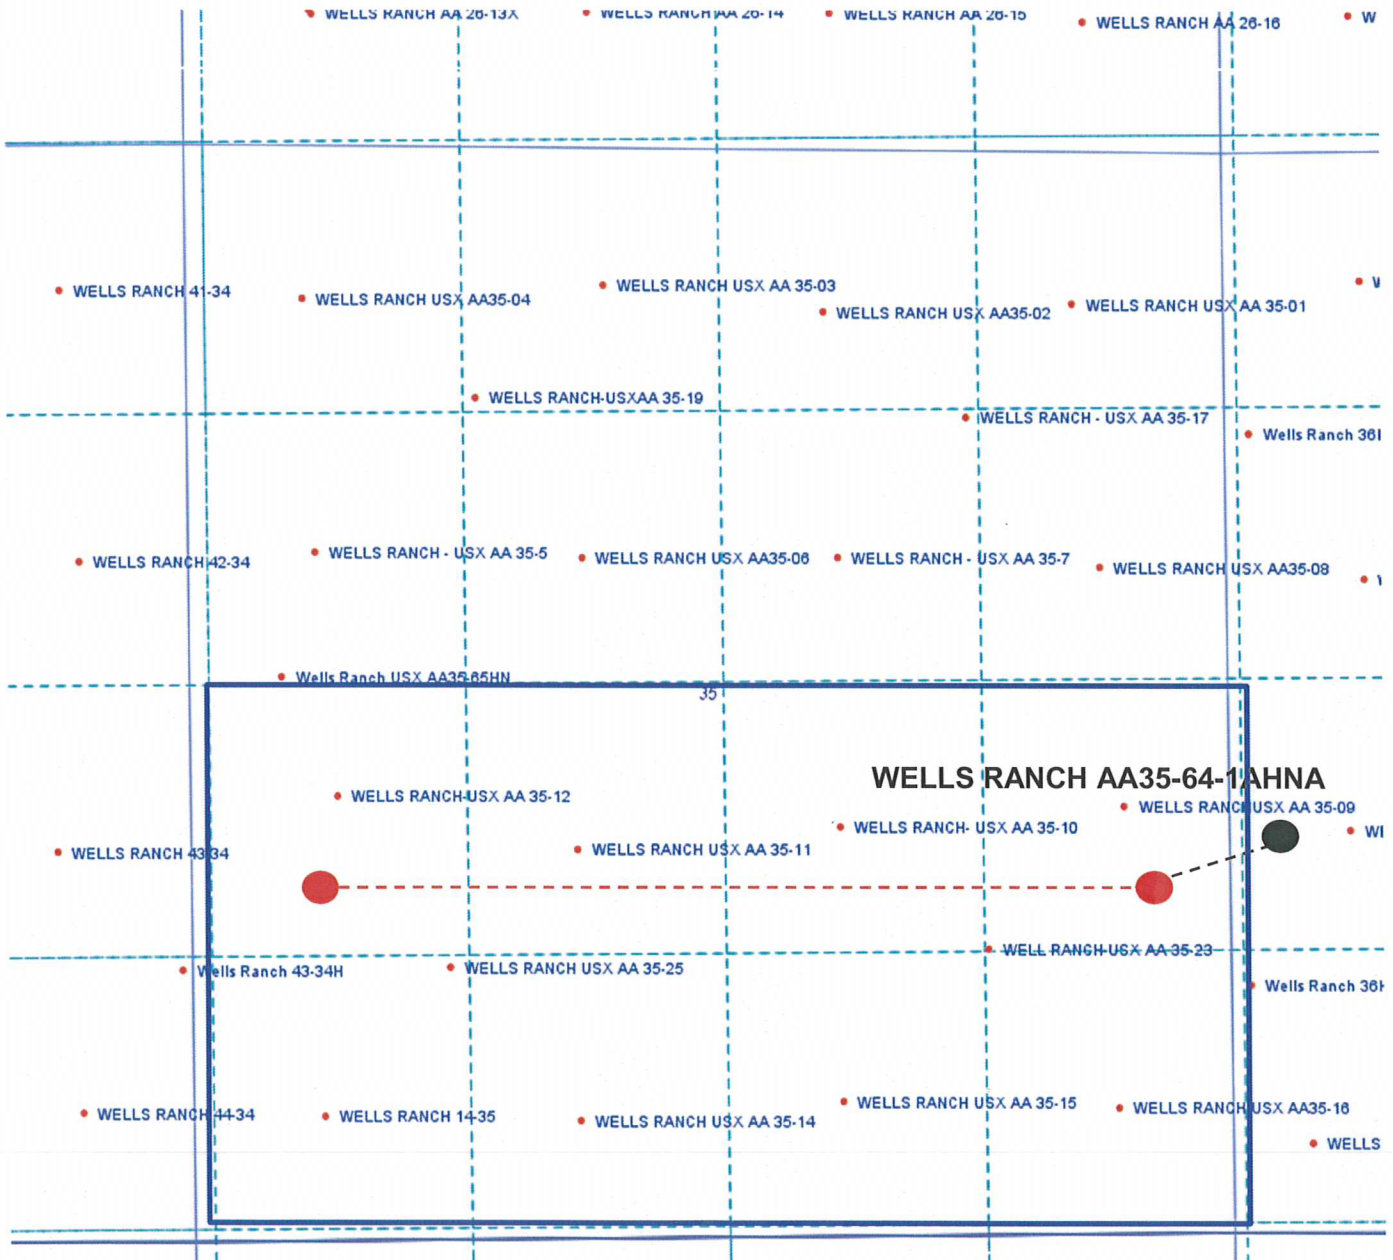 WELLS RANCH AA 26-13X
WELLS RANCH AA 26-14
WELLS RANCH AA 26-15
WELLS RANCH AA 26-16
W
WELLS RANCH 41-34
WELLS RANCH USX AA35-04
WELLS RANCH USX AA 35-03
WELLS RANCH USX AA35-02
WELLS RANCH USX AA 35-01
WELLS RANCH-USXAA 35-19
WELLS RANCH - USX AA 35-17
Wells Ranch 36
WELLS RANCH 42-34
WELLS RANCH - USX AA 35-5
WELLS RANCH USX AA35-06
WELLS RANCH - USX AA 35-7
WELLS RANCH USX AA35-08
Wells Ranch USX AA35-65HN
35
WELLS RANCH AA35-64-1AHNA
WELLS RANCH-USX AA 35-12
WELLS RANCH USX AA 35-09
WELLS RANCH- USX AA 35-10
WELLS RANCH 43-34
WELLS RANCH USX AA 35-11
WELL RANCH-USX AA 35-23
Wells Ranch 43-34H
WELLS RANCH USX AA 35-25
Wells Ranch 36H
WELLS RANCH 44-34
WELLS RANCH 14-35
WELLS RANCH USX AA 35-14
WELLS RANCH USX AA 35-15
WELLS RANCH USX AA35-16
WELLS